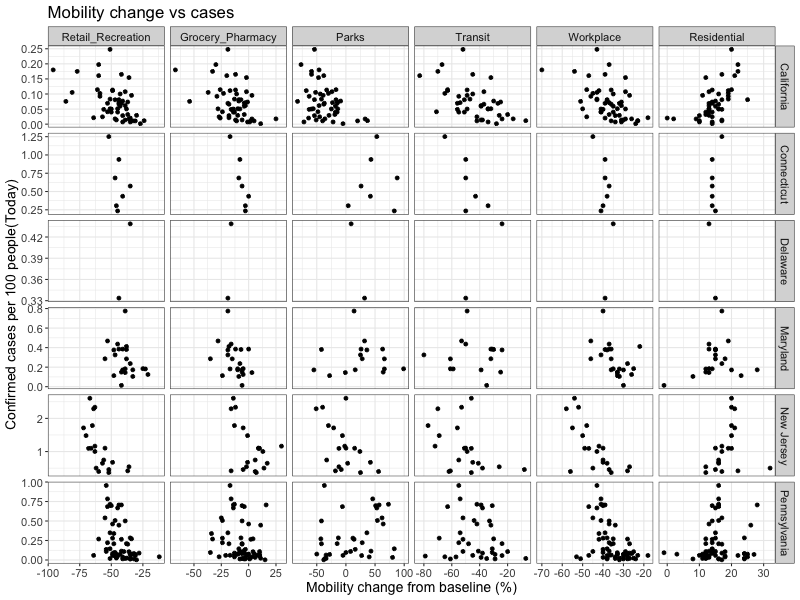 Mobility change vs cases
Retail_Recreation Grocery_Pharmacy Parks Transit Workplace Residential
0.25
0.20
0.15
0.10
0.05
0.00
California
1.25
1.00
0.75
0.50
0.25
Connecticut
0.42
0.39
0.36
0.33
Delaware
0.8
0.6
0.4
0.2
0.0
Maryland
2
1
New Jersey
1.00
0.75
0.50
0.25
0.00
Pennsylvania
Confirmed cases per 100 people(Today)
-100 -75 -50 -25 -50 -25 0 25 -50 0 50 100 -80 -60 -40 -20 -70 -60 -50 -40 -30 -20 0 10 20 30
Mobility change from baseline (%)